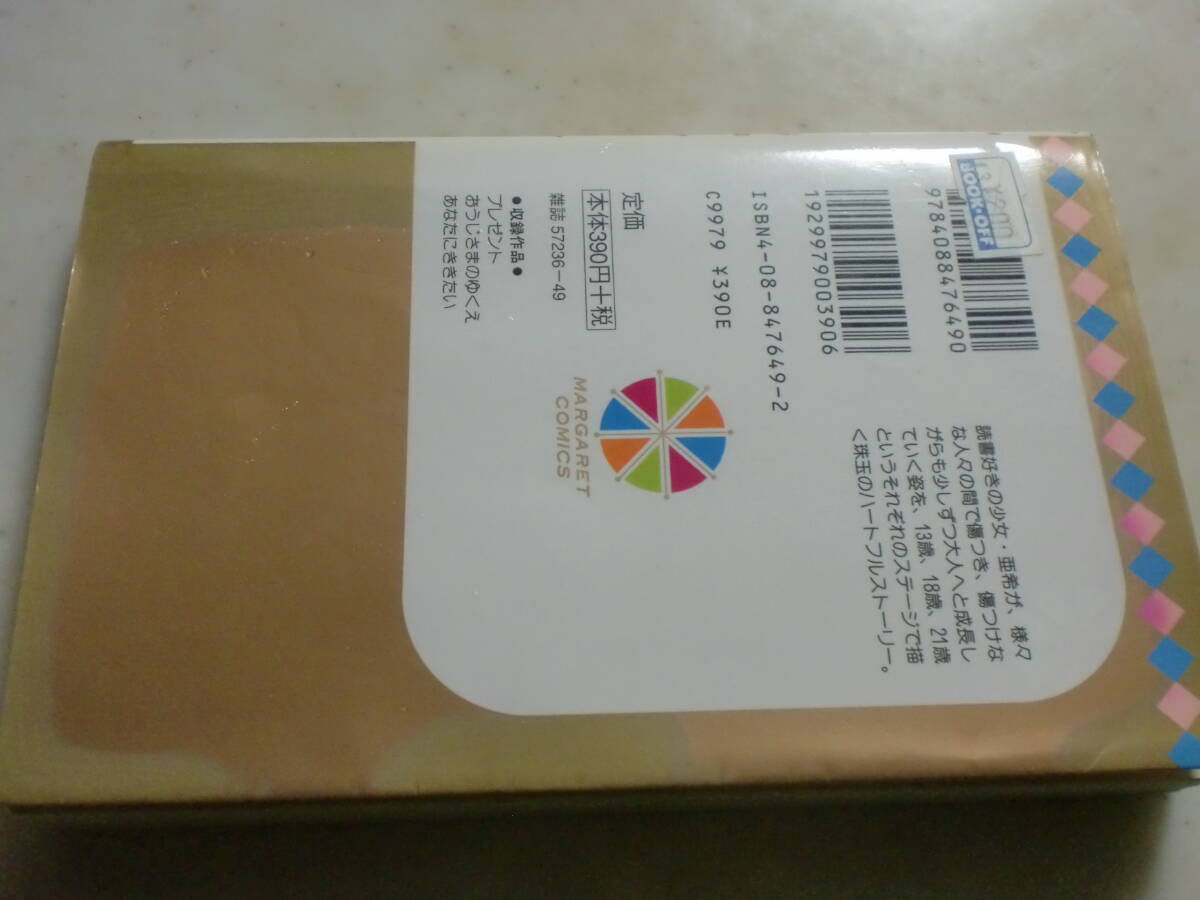 BOOK・OFF
9784088476490
1929979003906
ISBN4-08-847649-2
C9979 ¥390E
定価
本体390円+税
雑誌 57236-49
●収録作品●
プレゼント
おうじさまのゆくえ
あなたにききたい
MARGARET
COMICS
読書好きの少女・亜希が、様々
な人々の間で傷つき、傷つけな
がらも少しずつ大人へと成長し
ていく姿を、13歳、18歳、21歳
というそれぞれのステージで描
く珠玉のハートフルストーリー。